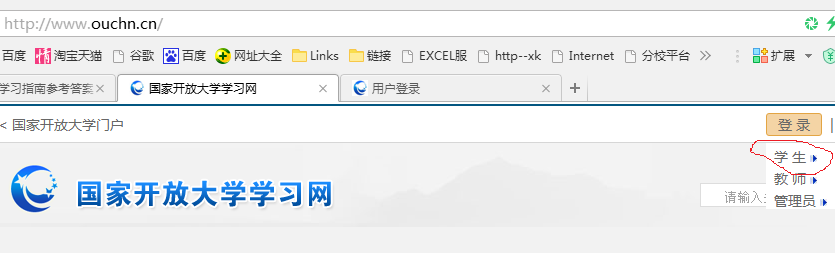 http://www.ouchn.cn/
百度 淘宝天猫 谷歌 百度 网址大全 Links 链接 EXCEL服 http--xk Internet 分校平台 扩展
学习指南参考答案 国家开放大学学习网 用户登录
< 国家开放大学门户 登 录
学 生
国家开放大学学习网 教 师
请输入 管理员